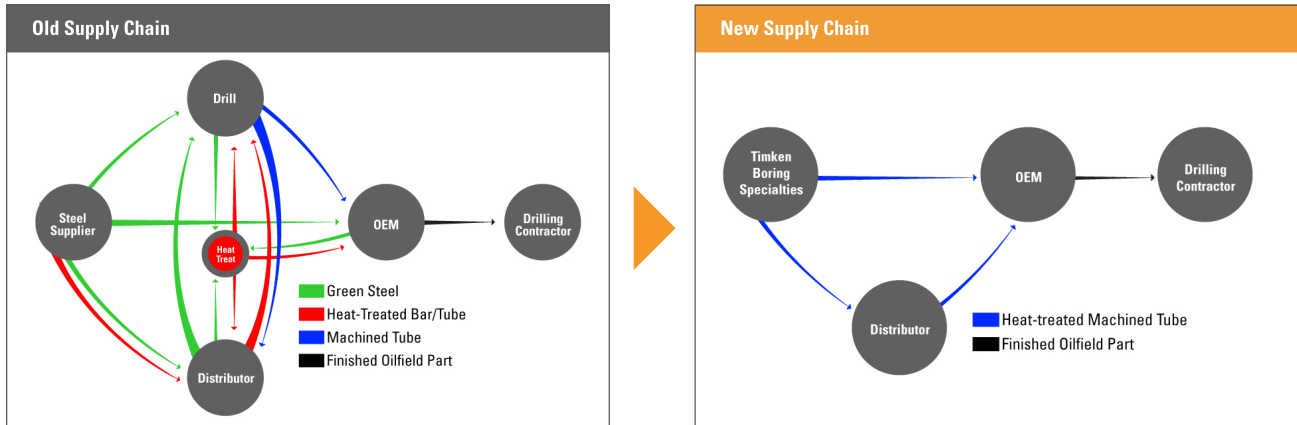 Old Supply Chain
Drill
Steel
Supplier
Heat
Treat
OEM
Drilling
Contractor
Distributor
Green Steel
Heat-Treated Bar/Tube
Machined Tube
Finished Oilfield Part
New Supply Chain
Timken
Boring
Specialties
OEM
Drilling
Contractor
Distributor
Heat-treated Machined Tube
Finished Oilfield Part